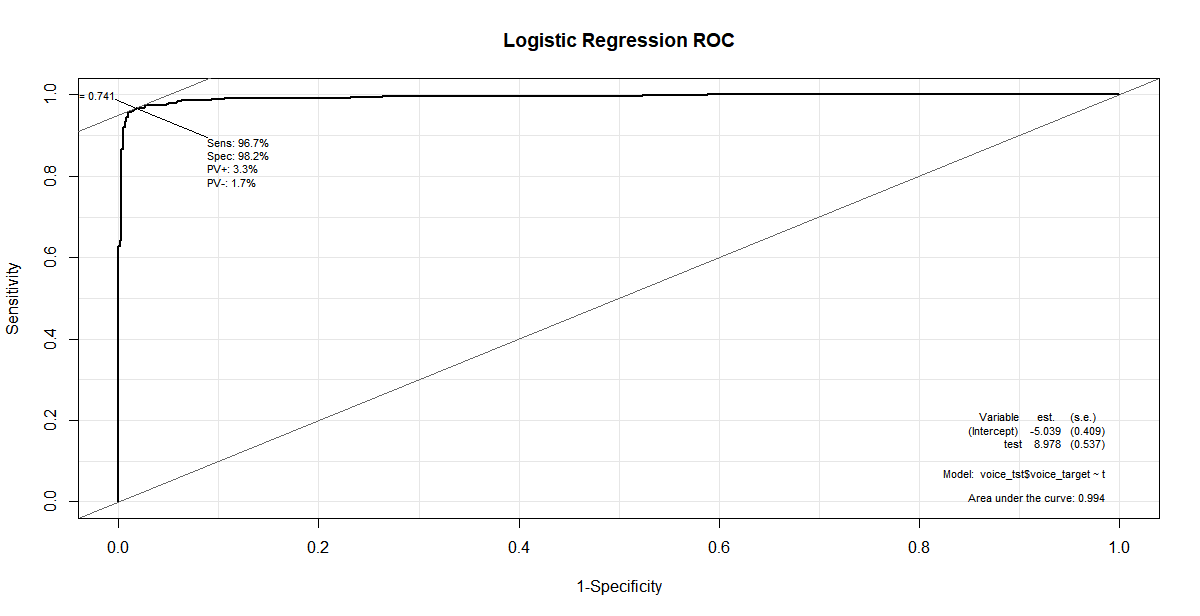 Logistic Regression ROC
= 0.741
Sens: 96.7%
Spec: 98.2%
PV+: 3.3%
PV-: 1.7%
Sensitivity
1.0
0.8
0.6
0.4
0.2
0.0
Variable est. (s.e.)
(Intercept) -5.039 (0.409)
test 8.978 (0.537)
Model: voice_tst$voice_target ~ t
Area under the curve: 0.994
0.0 0.2 0.4 0.6 0.8 1.0
1-Specificity